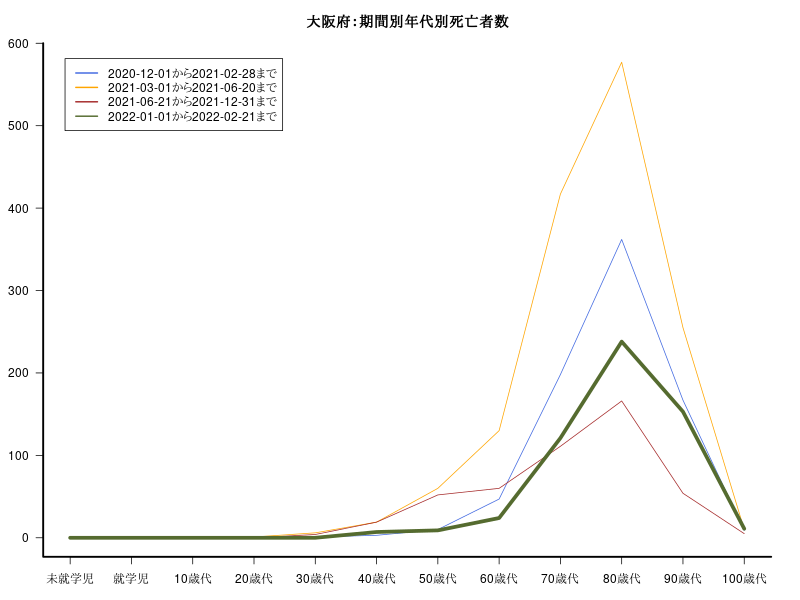 大阪府:期間別年代別死亡者数
600
500
400
300
200
100
0
2020-12-01から2021-02-28まで
2021-03-01から2021-06-20まで
2021-06-21から2021-12-31まで
2022-01-01から2022-02-21まで
未就学児 就学児 10歳代 20歳代 30歳代 40歳代 50歳代 60歳代 70歳代 80歳代 90歳代 100歳代